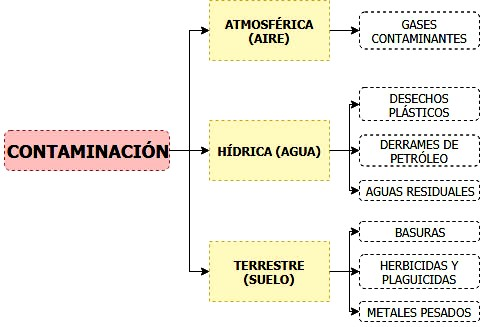 CONTAMINACIÓN
ATMOSFÉRICA
(AIRE)
GASES
CONTAMINANTES
HÍDRICA (AGUA)
DESECHOS
PLÁSTICOS
DERRAMES DE
PETRÓLEO
AGUAS RESIDUALES
TERRESTRE
(SUELO)
BASURAS
HERBICIDAS Y
PLAGUICIDAS
METALES PESADOS